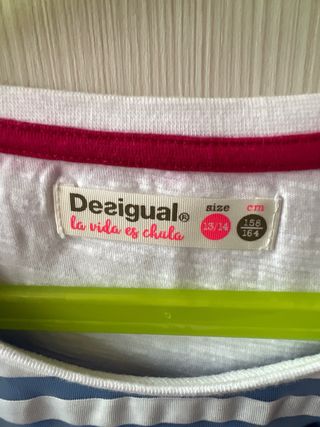 Desigual®
la vida es chula
size cm
13/14 158
164